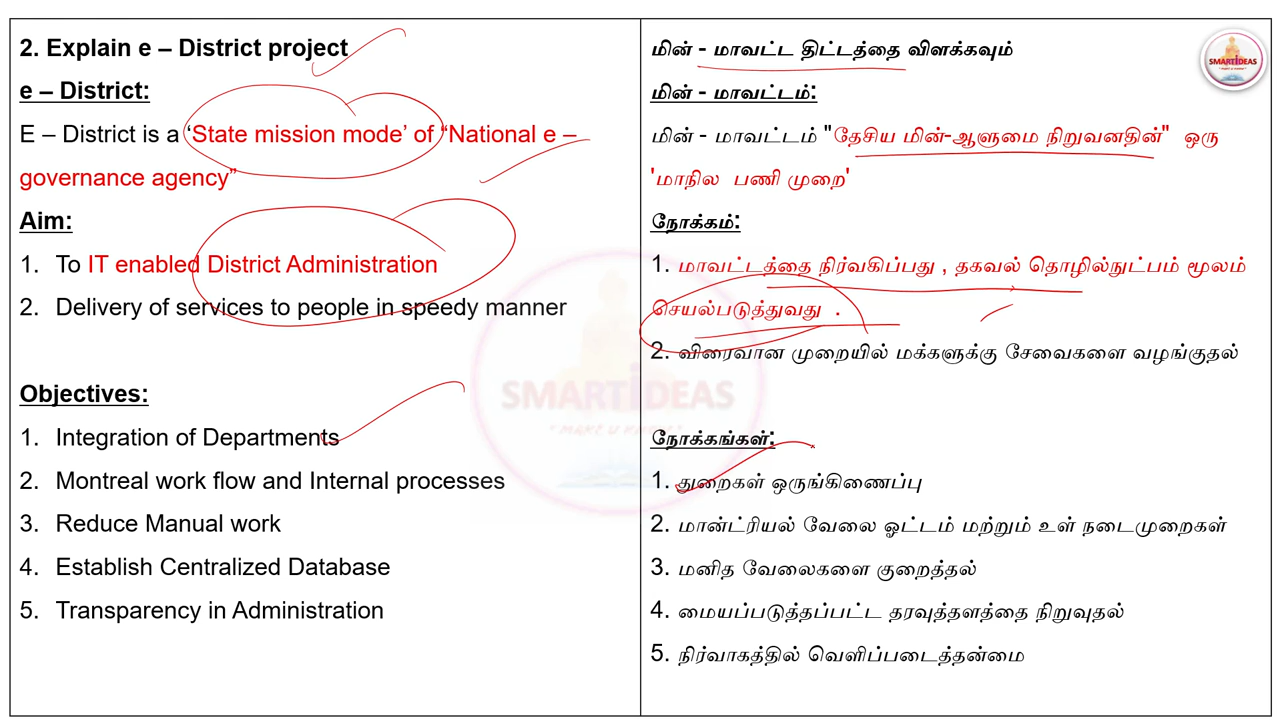 2. Explain e – District project
e – District:
E – District is a ‘State mission mode’ of “National e –
governance agency”
Aim:
1. To IT enabled District Administration
2. Delivery of services to people in speedy manner
Objectives:
1. Integration of Departments
2. Montreal work flow and Internal processes
3. Reduce Manual work
4. Establish Centralized Database
5. Transparency in Administration
மின் - மாவட்ட திட்டத்தை விளக்கவும்
மின் - மாவட்டம்:
மின் - மாவட்டம் "தேசிய மின்-ஆளுமை நிறுவனதின்" ஒரு
'மாநில பணி முறை'
நோக்கம்:
1. மாவட்டத்தை நிர்வகிப்பது , தகவல் தொழில்நுட்பம் மூலம்
செயல்படுத்துவது .
2. விரைவான முறையில் மக்களுக்கு சேவைகளை வழங்குதல்
நோக்கங்கள்:
1. துறைகள் ஒருங்கிணைப்பு
2. மான்ட்ரியல் வேலை ஓட்டம் மற்றும் உள் நடைமுறைகள்
3. மனித வேலைகளை குறைத்தல்
4. மையப்படுத்தப்பட்ட தரவுத்தளத்தை நிறுவுதல்
5. நிர்வாகத்தில் வெளிப்படைத்தன்மை
SMARTIDEAS
SMARTIDEAS